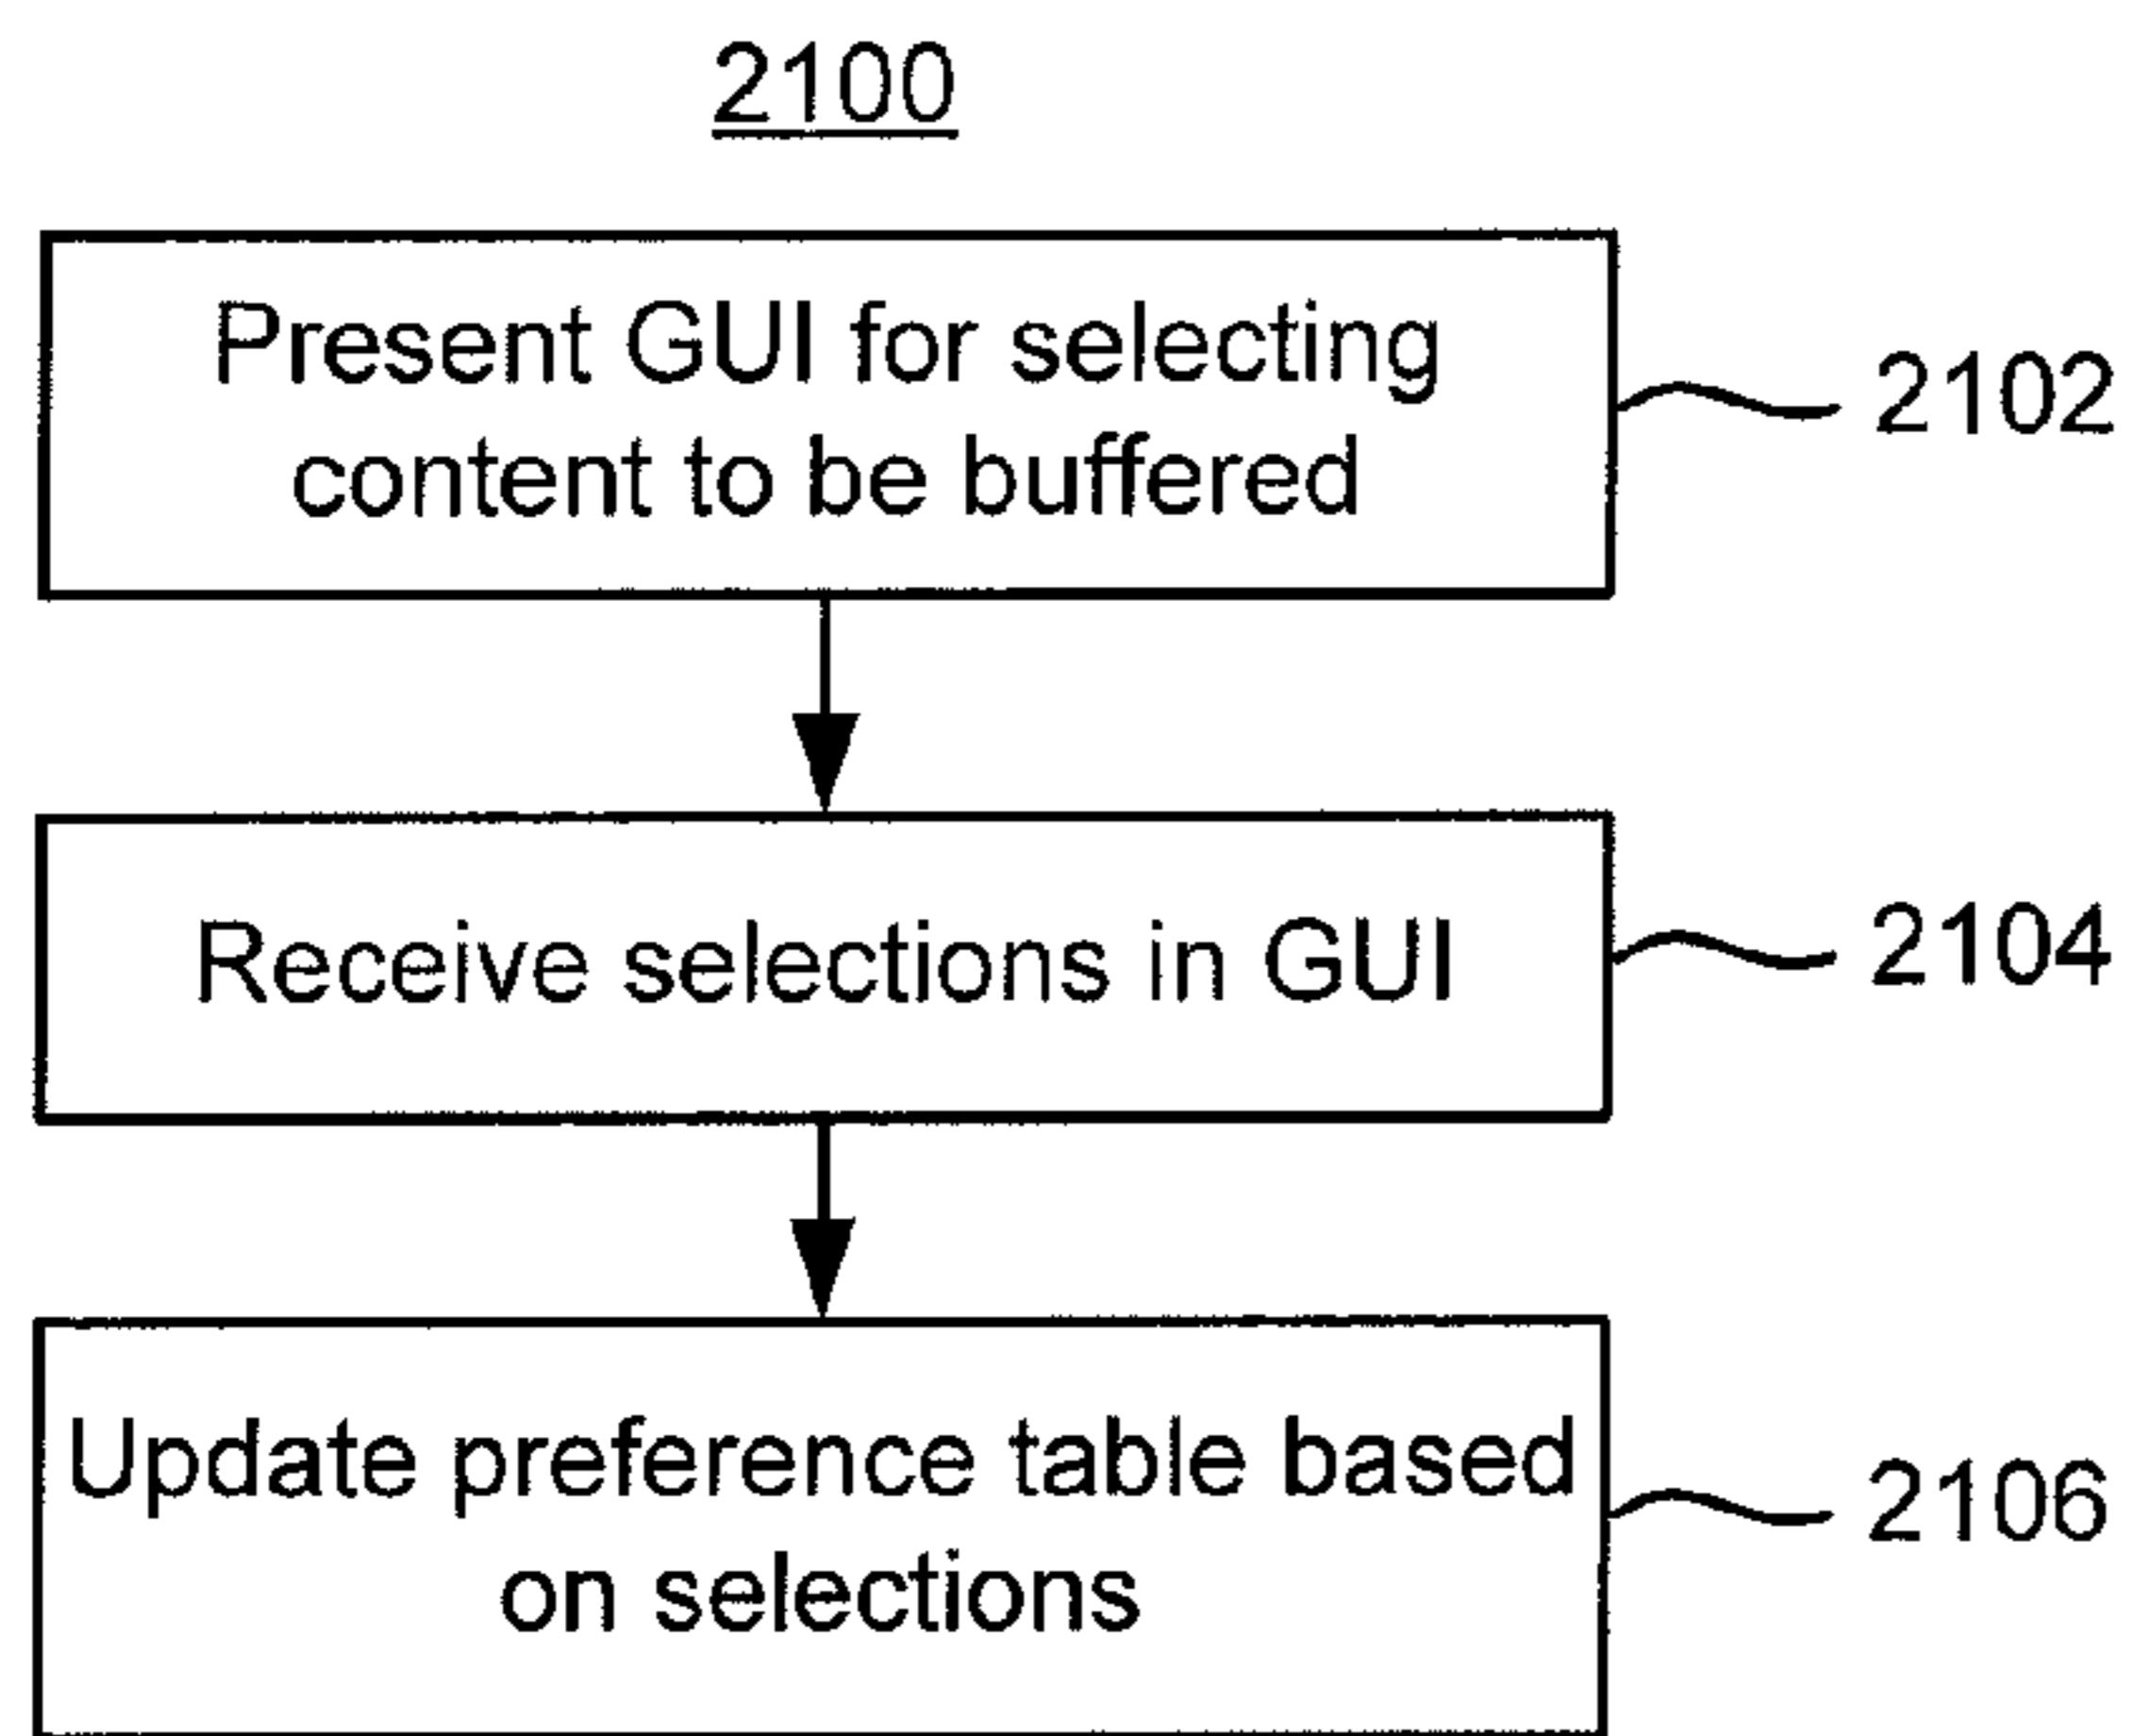 2100
Present GUI for selecting
content to be buffered
2102
Receive selections in GUI
2104
Update preference table based
on selections
2106